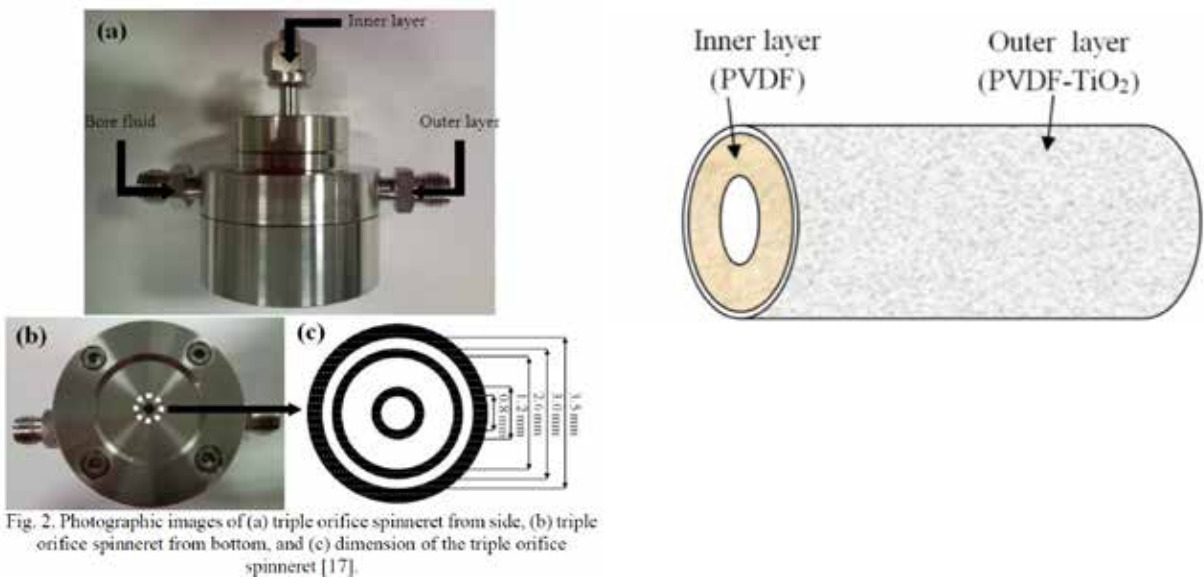 (a)
Inner layer
Bore fluid
Outer layer
(b)
(c)
0.8 mm
1.2 mm
2.6 mm
3.0 mm
3.5 mm
Fig. 2. Photographic images of (a) triple orifice spinneret from side, (b) triple
orifice spinneret from bottom, and (c) dimension of the triple orifice
spinneret [17].
Inner layer
(PVDF)
Outer layer
(PVDF-TiO₂)